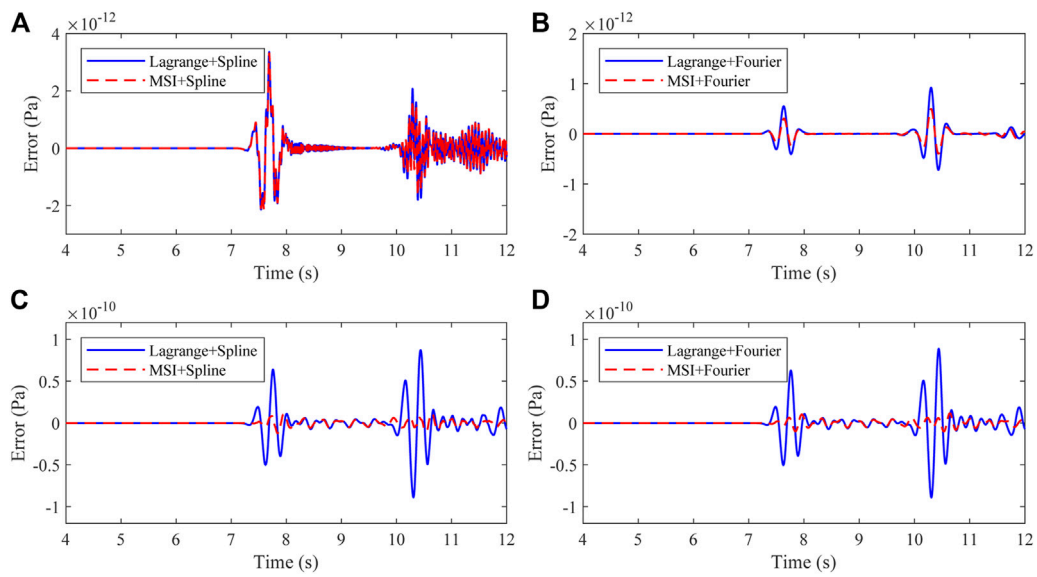 A
×10-12
4
2
0
-2
Error (Pa)
Lagrange+Spline
MSI+Spline
4 5 6 7 8 9 10 11 12
Time (s)
B
×10-12
2
1
0
-1
-2
Error (Pa)
Lagrange+Fourier
MSI+Fourier
4 5 6 7 8 9 10 11 12
Time (s)
C
×10-10
1
0.5
0
-0.5
-1
Error (Pa)
Lagrange+Spline
MSI+Spline
4 5 6 7 8 9 10 11 12
Time (s)
D
×10-10
1
0.5
0
-0.5
-1
Error (Pa)
Lagrange+Fourier
MSI+Fourier
4 5 6 7 8 9 10 11 12
Time (s)